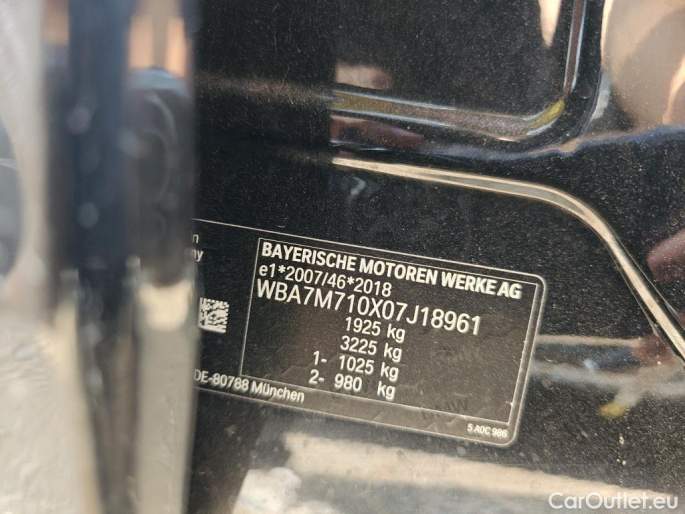 BAYERISCHE MOTOREN WERKE AG
e1*2007/46*2018
WBA7M710X07J18961
1925 kg
3225 kg
1- 1025 kg
2- 980 kg
DE-80788 München
5 A0C 986
CarOutlet.eu